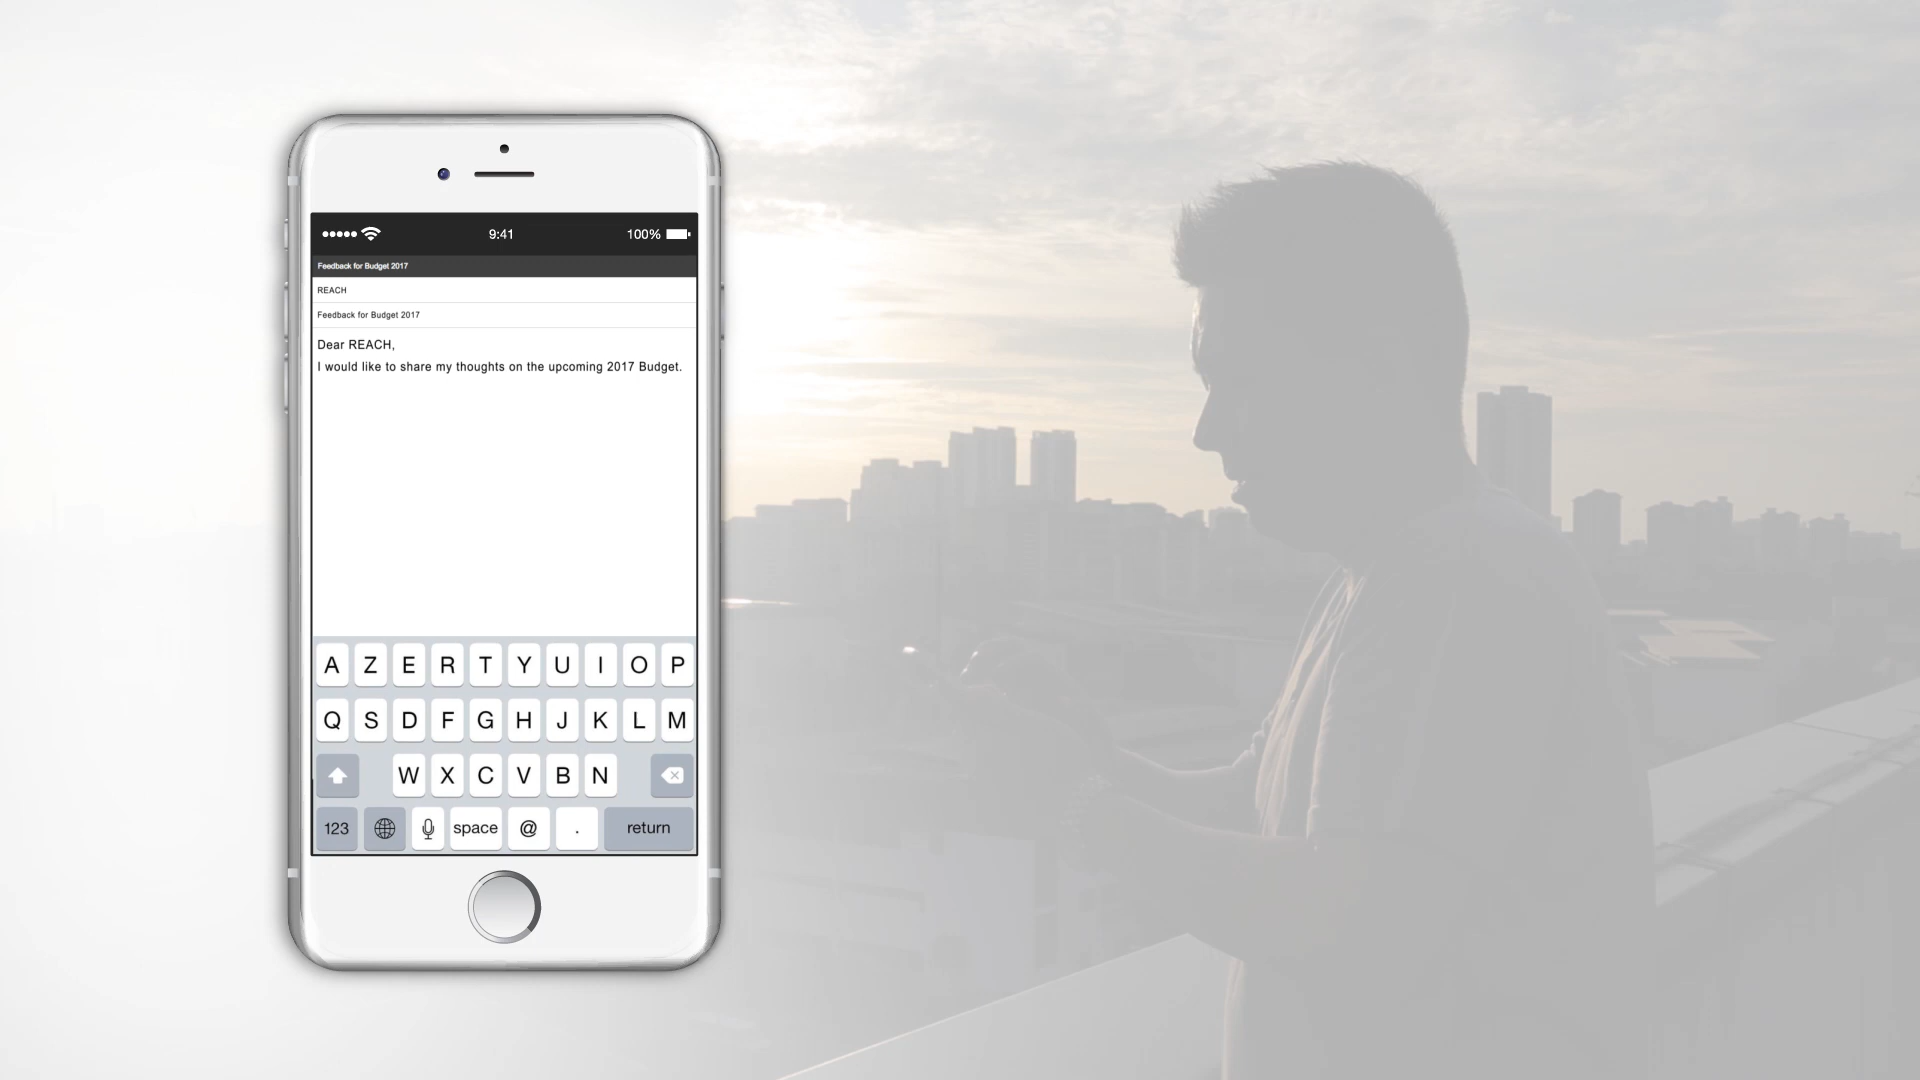 9:41
100%
Feedback for Budget 2017
REACH
Feedback for Budget 2017
Dear REACH,
I would like to share my thoughts on the upcoming 2017 Budget.
A Z E R T Y U I O P
Q S D F G H J K L M
W X C V B N
123 space @ . return